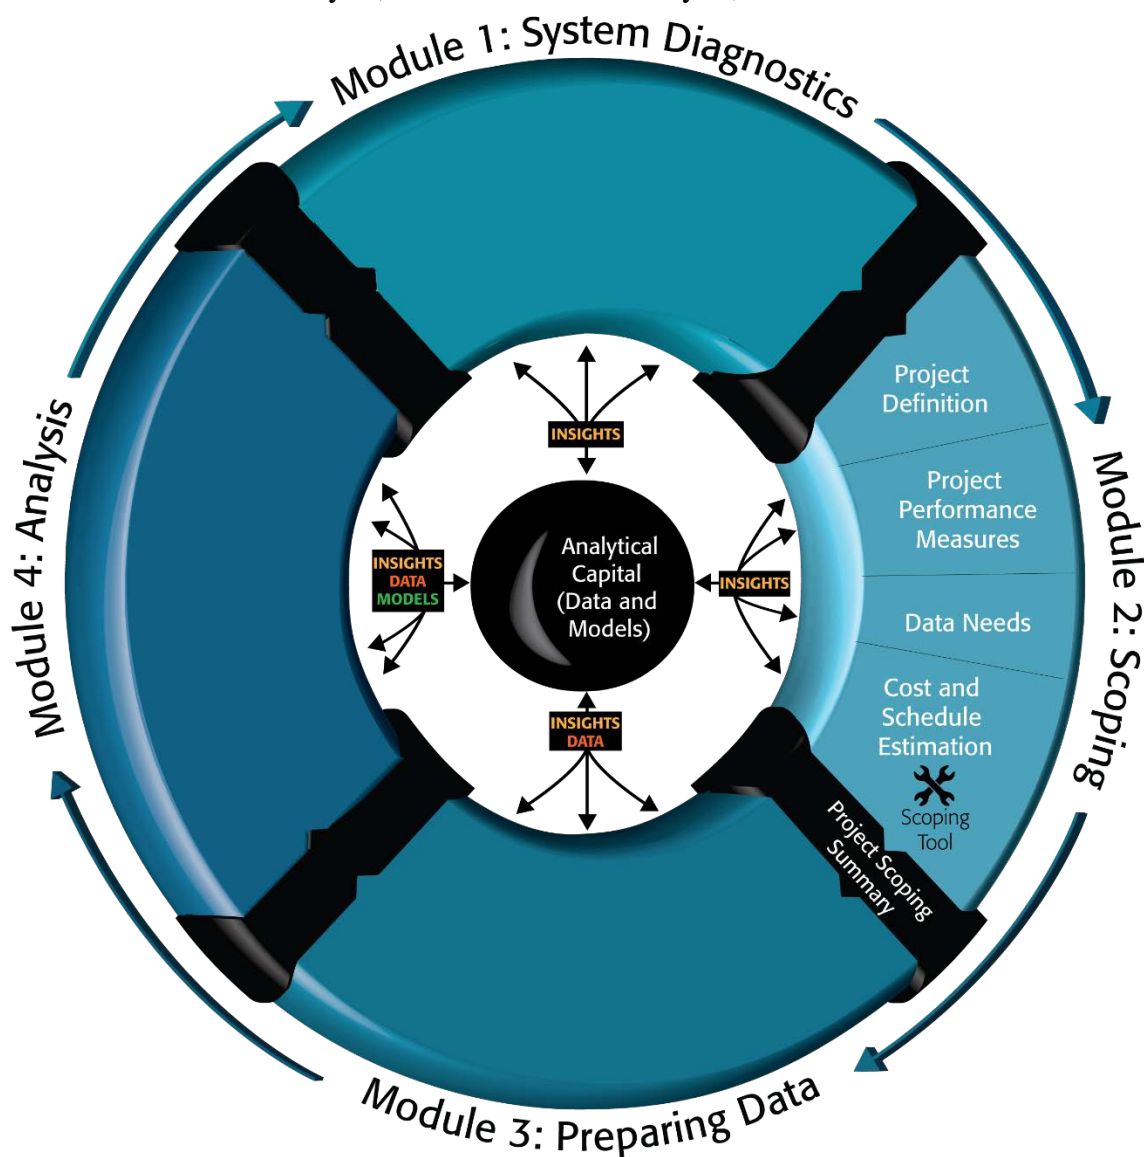 Module 1: System Diagnostics
Project
Definition
Project
Performance
Measures
Data Needs
Cost and
Schedule
Estimation
Scoping
Tool
Module 2: Scoping
Project Scoping
Summary
Module 3: Preparing Data
Module 4: Analysis
INSIGHTS
INSIGHTS
INSIGHTS
DATA
INSIGHTS
DATA
MODELS
Analytical
Capital
(Data and
Models)